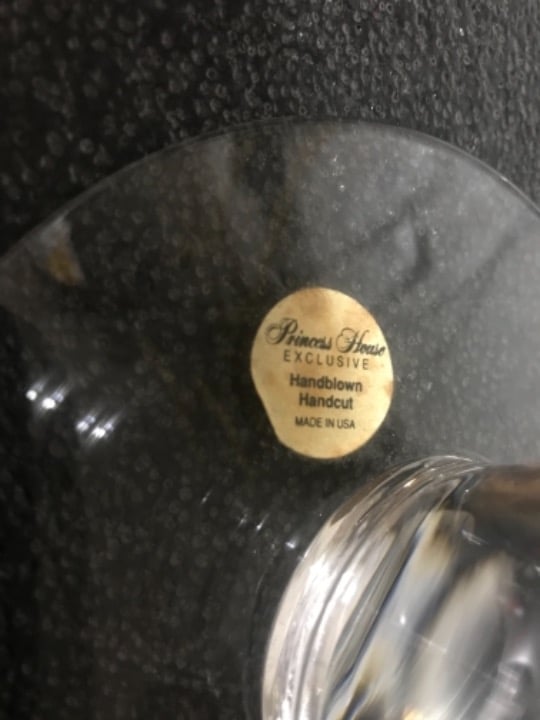 Princess House
EXCLUSIVE
Handblown
Handcut
MADE IN USA